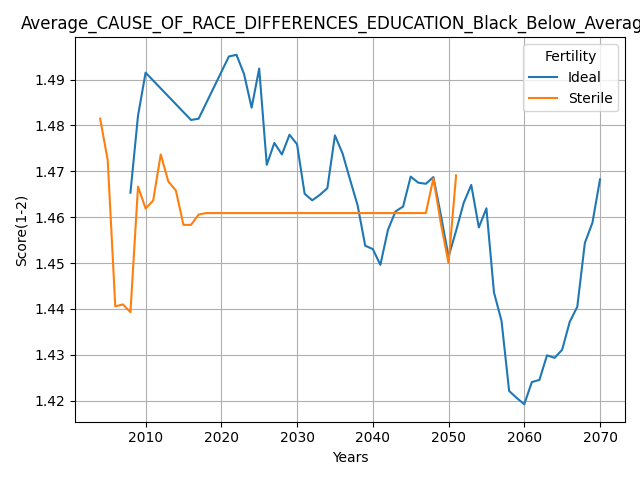 Average_CAUSE_OF_RACE_DIFFERENCES_EDUCATION_Black_Below_Averag
Fertility
Ideal
Sterile
1.49
1.48
1.47
1.46
1.45
1.44
1.43
1.42
Score(1-2)
2010 2020 2030 2040 2050 2060 2070
Years